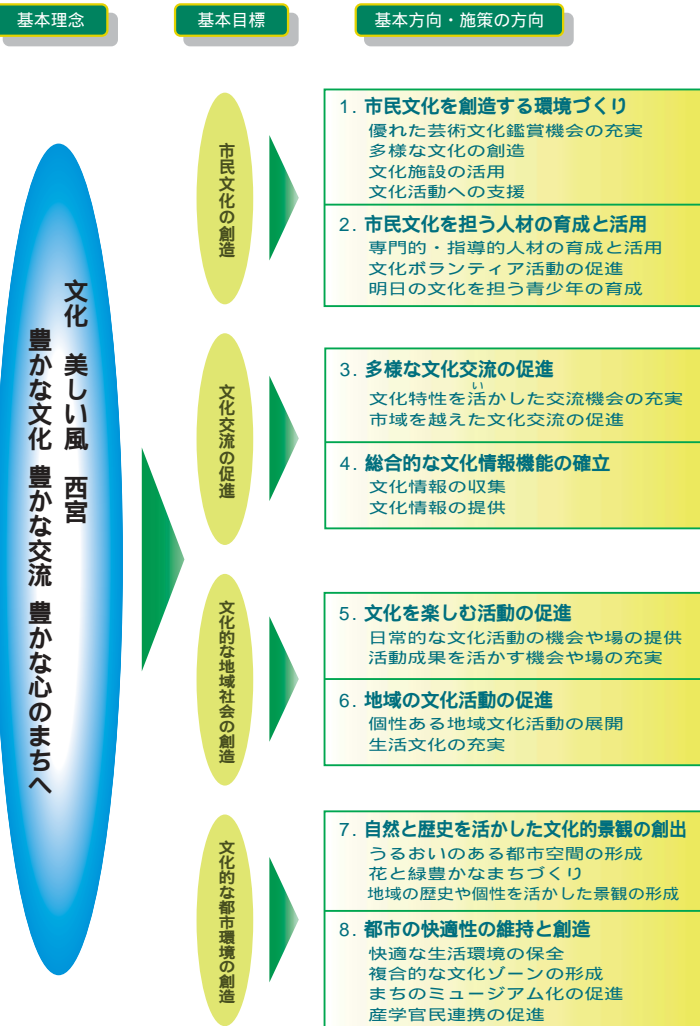 基本理念
基本目標
基本方向・施策の方向
文化 美しい風 西宮
豊かな文化 豊かな交流 豊かな心のまちへ
市民文化の創造
1. 市民文化を創造する環境づくり
優れた芸術文化鑑賞機会の充実
多様な文化の創造
文化施設の活用
文化活動への支援
2. 市民文化を担う人材の育成と活用
専門的・指導的人材の育成と活用
文化ボランティア活動の促進
明日の文化を担う青少年の育成
文化交流の促進
3. 多様な文化交流の促進
い
文化特性を活かした交流機会の充実
市域を越えた文化交流の促進
4. 総合的な文化情報機能の確立
文化情報の収集
文化情報の提供
文化的な地域社会の創造
5. 文化を楽しむ活動の促進
日常的な文化活動の機会や場の提供
活動成果を活かす機会や場の充実
6. 地域の文化活動の促進
個性ある地域文化活動の展開
生活文化の充実
文化的な都市環境の創造
7. 自然と歴史を活かした文化的景観の創出
うるおいのある都市空間の形成
花と緑豊かなまちづくり
地域の歴史や個性を活かした景観の形成
8. 都市の快適性の維持と創造
快適な生活環境の保全
複合的な文化ゾーンの形成
まちのミュージアム化の促進
産学官民連携の促進